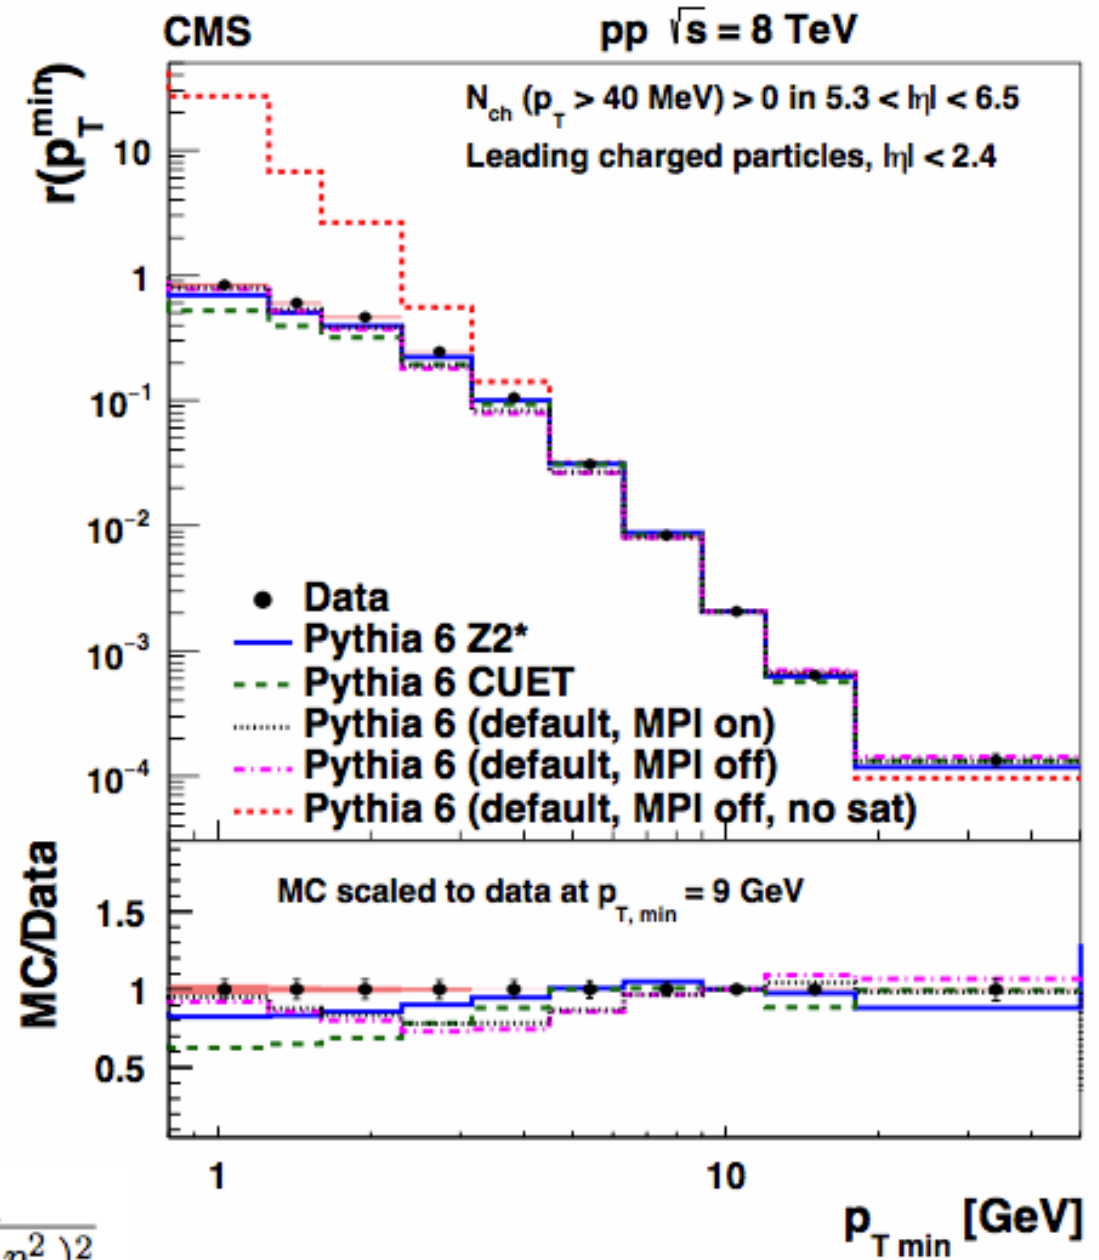 CMS pp √s = 8 TeV
r(p_T^min)
N_ch (p_T > 40 MeV) > 0 in 5.3 < |η| < 6.5
Leading charged particles, |η| < 2.4
10
1
10^−1
10^−2
10^−3
10^−4
Data
Pythia 6 Z2*
Pythia 6 CUET
Pythia 6 (default, MPI on)
Pythia 6 (default, MPI off)
Pythia 6 (default, MPI off, no sat)
MC/Data
MC scaled to data at p_T, min = 9 GeV
1.5
1
0.5
1 10
p_T min [GeV]